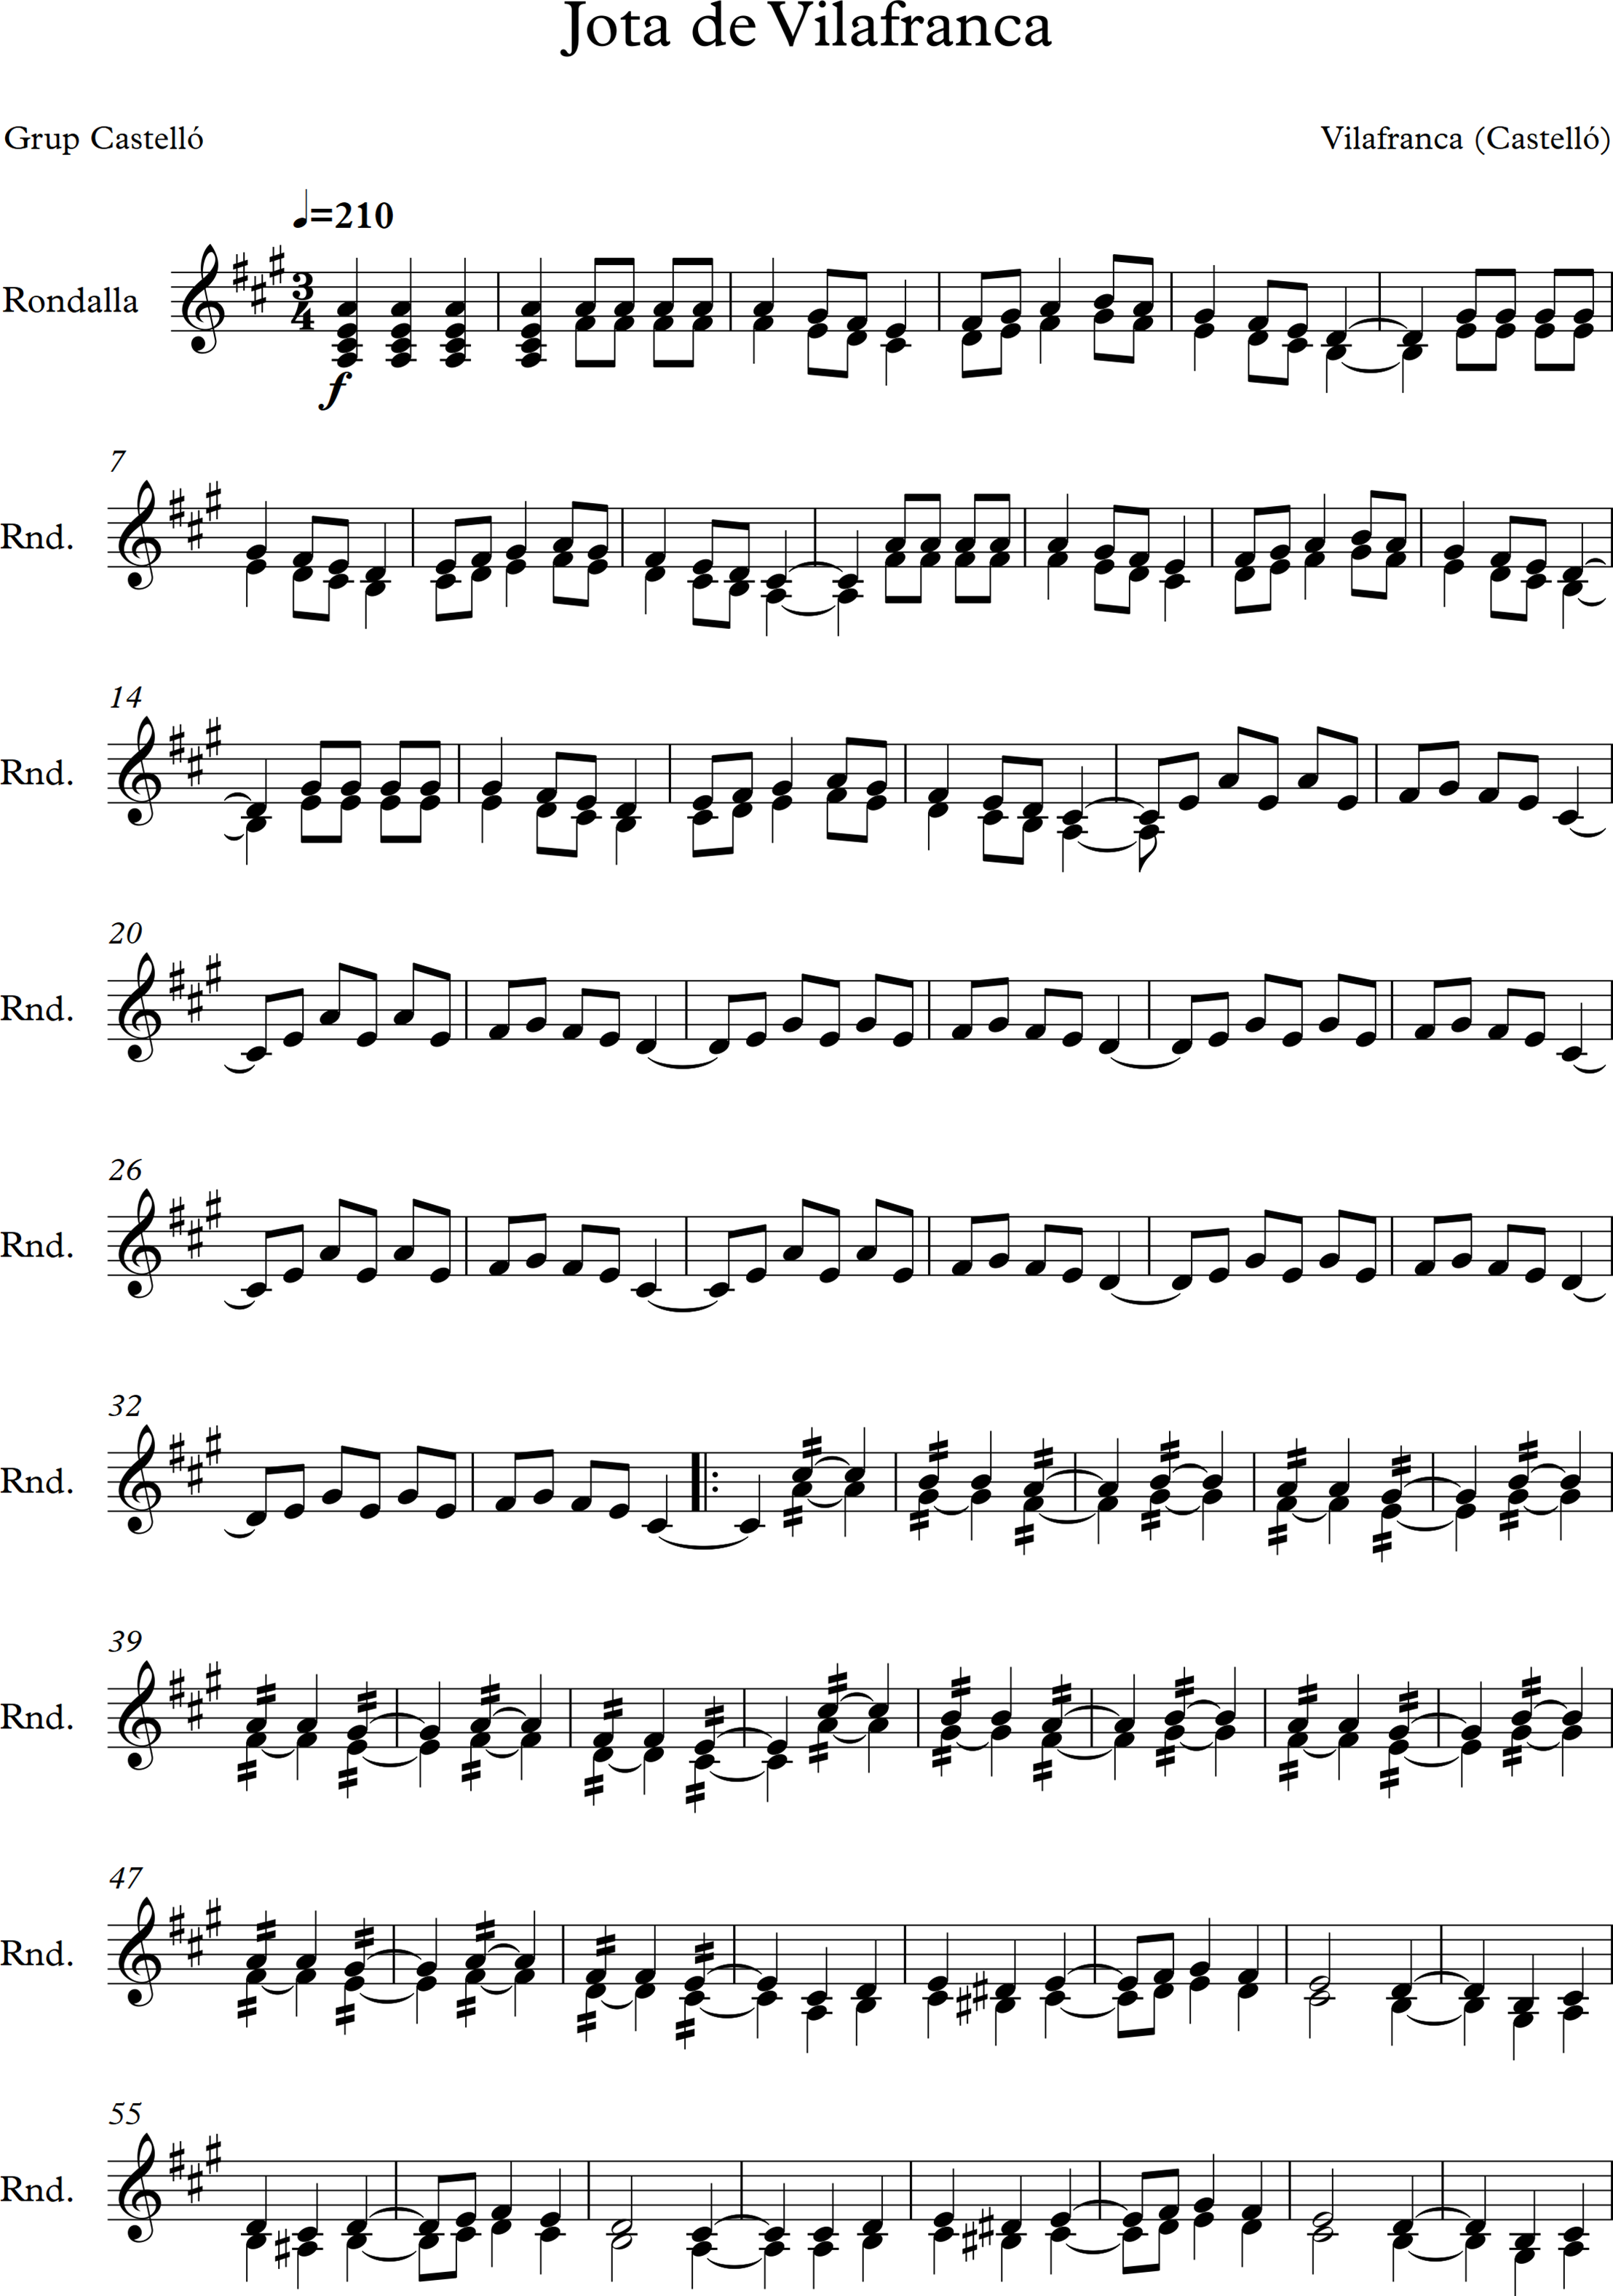 Jota de Vilafranca
Grup Castelló
Vilafranca (Castelló)
♩=210
Rondalla
3
4
f
7
Rnd.
14
Rnd.
20
Rnd.
26
Rnd.
32
Rnd.
39
Rnd.
47
Rnd.
55
Rnd.